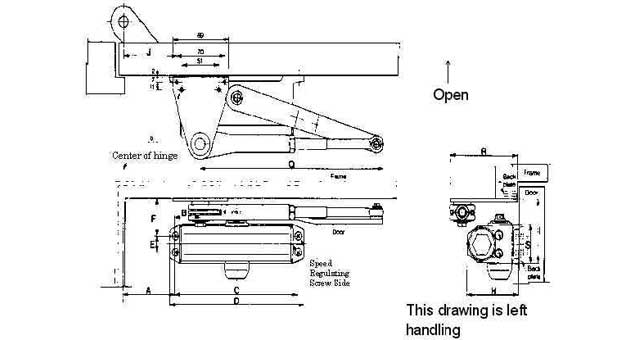 89
J
70
51
Open
Center of hinge
Q
Frame
R
Back
plate
Frame
Door
F
B
E
Door
S
Speed
Regulating
Screw Side
Back
plate
A
C
H
D
This drawing is left
handling